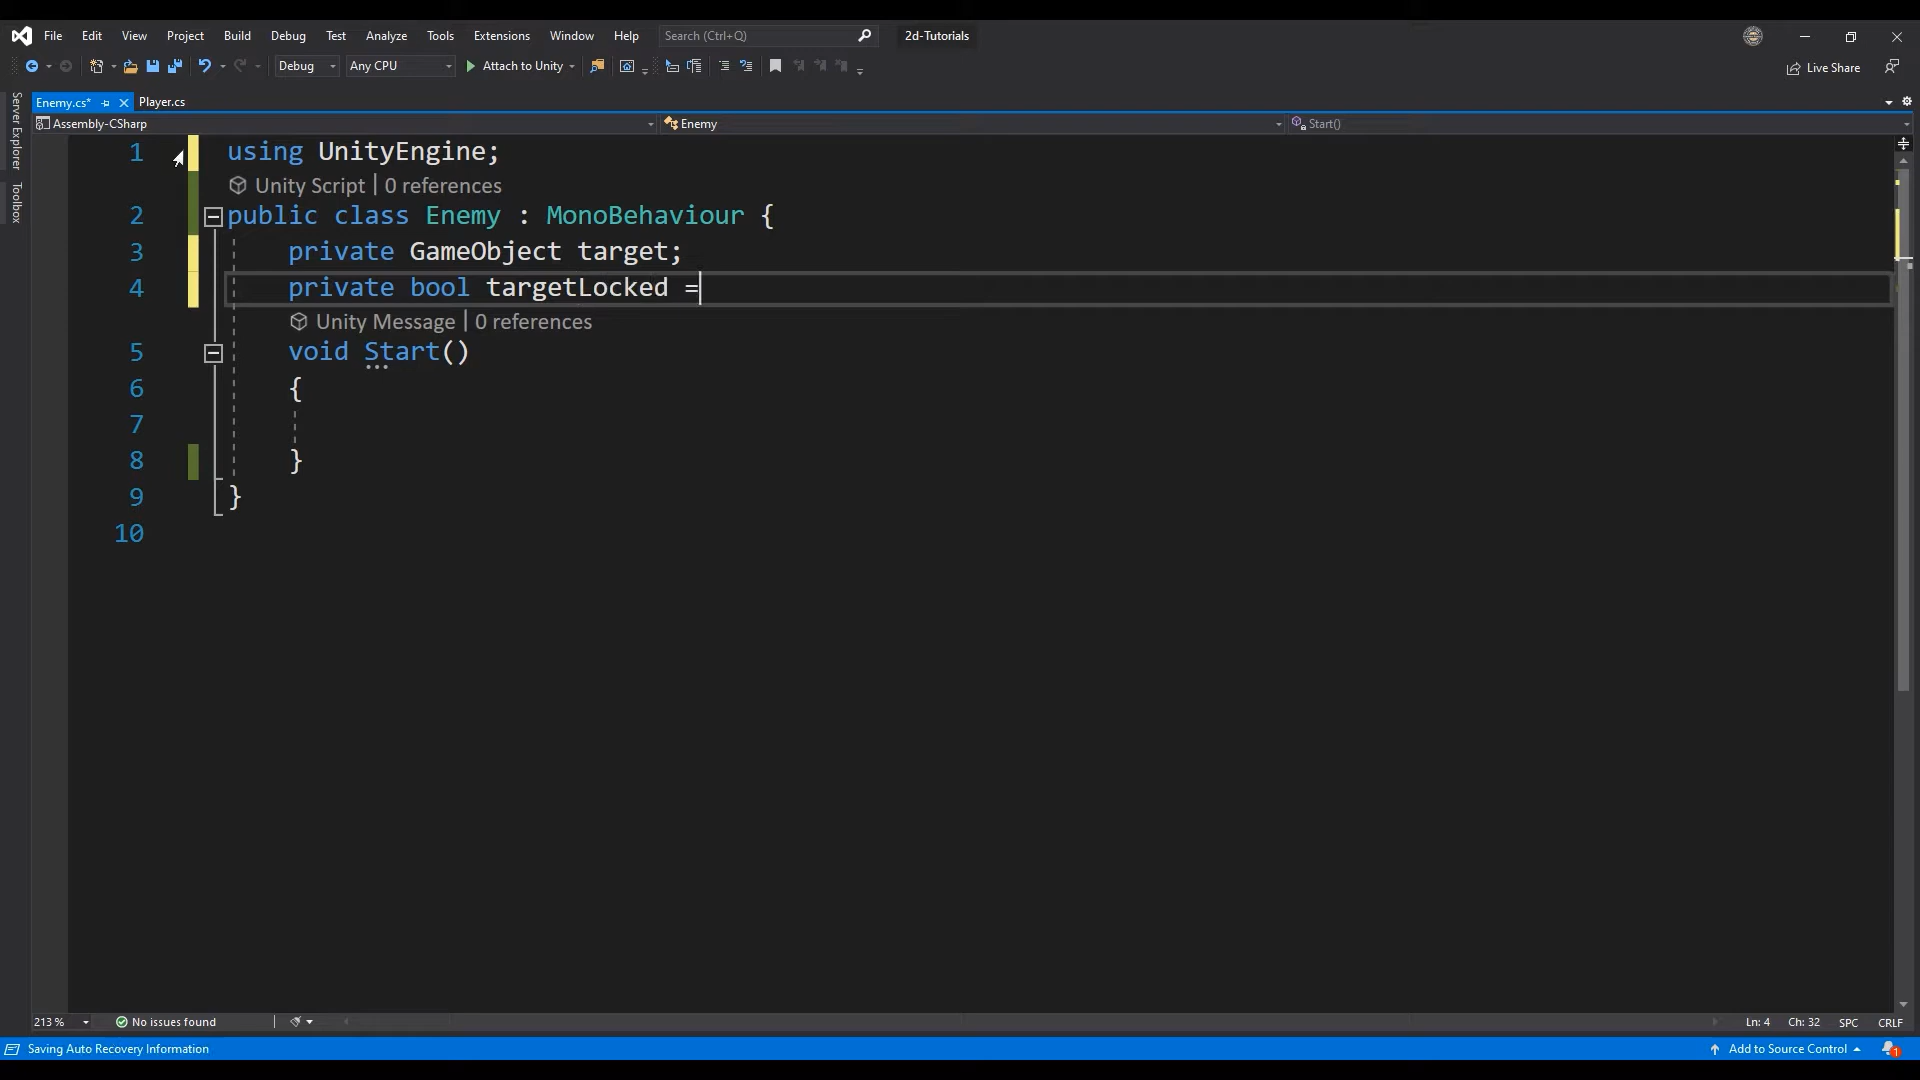 File Edit View Project Build Debug Test Analyze Tools Extensions Window Help Search (Ctrl+Q) 2d-Tutorials
Debug Any CPU Attach to Unity Live Share
Enemy.cs* Player.cs
Assembly-CSharp Enemy Start()
Server Explorer
Toolbox
1 using UnityEngine;
Unity Script | 0 references
2 public class Enemy : MonoBehaviour {
3 private GameObject target;
4 private bool targetLocked =
Unity Message | 0 references
5 void Start()
6 {
7
8 }
9 }
10
213 % No issues found Ln: 4 Ch: 32 SPC CRLF
Saving Auto Recovery Information Add to Source Control 1